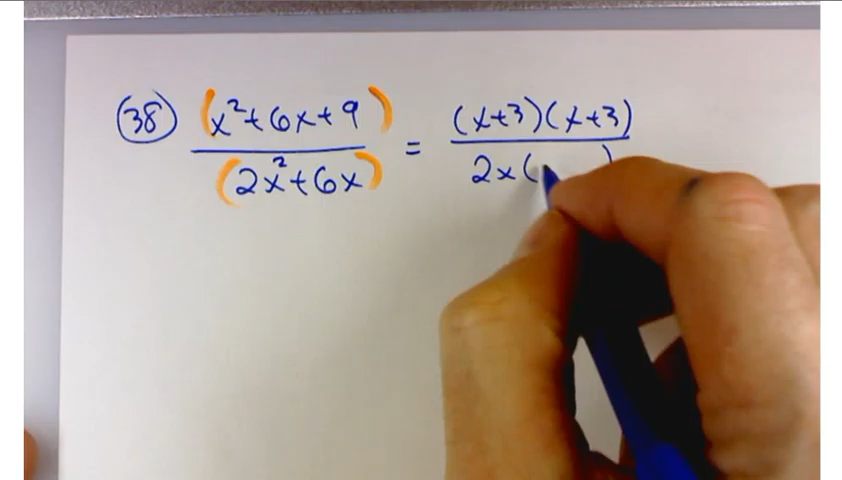 38 (x²+6x+9) / (2x²+6x) = (x+3)(x+3) / 2x( )